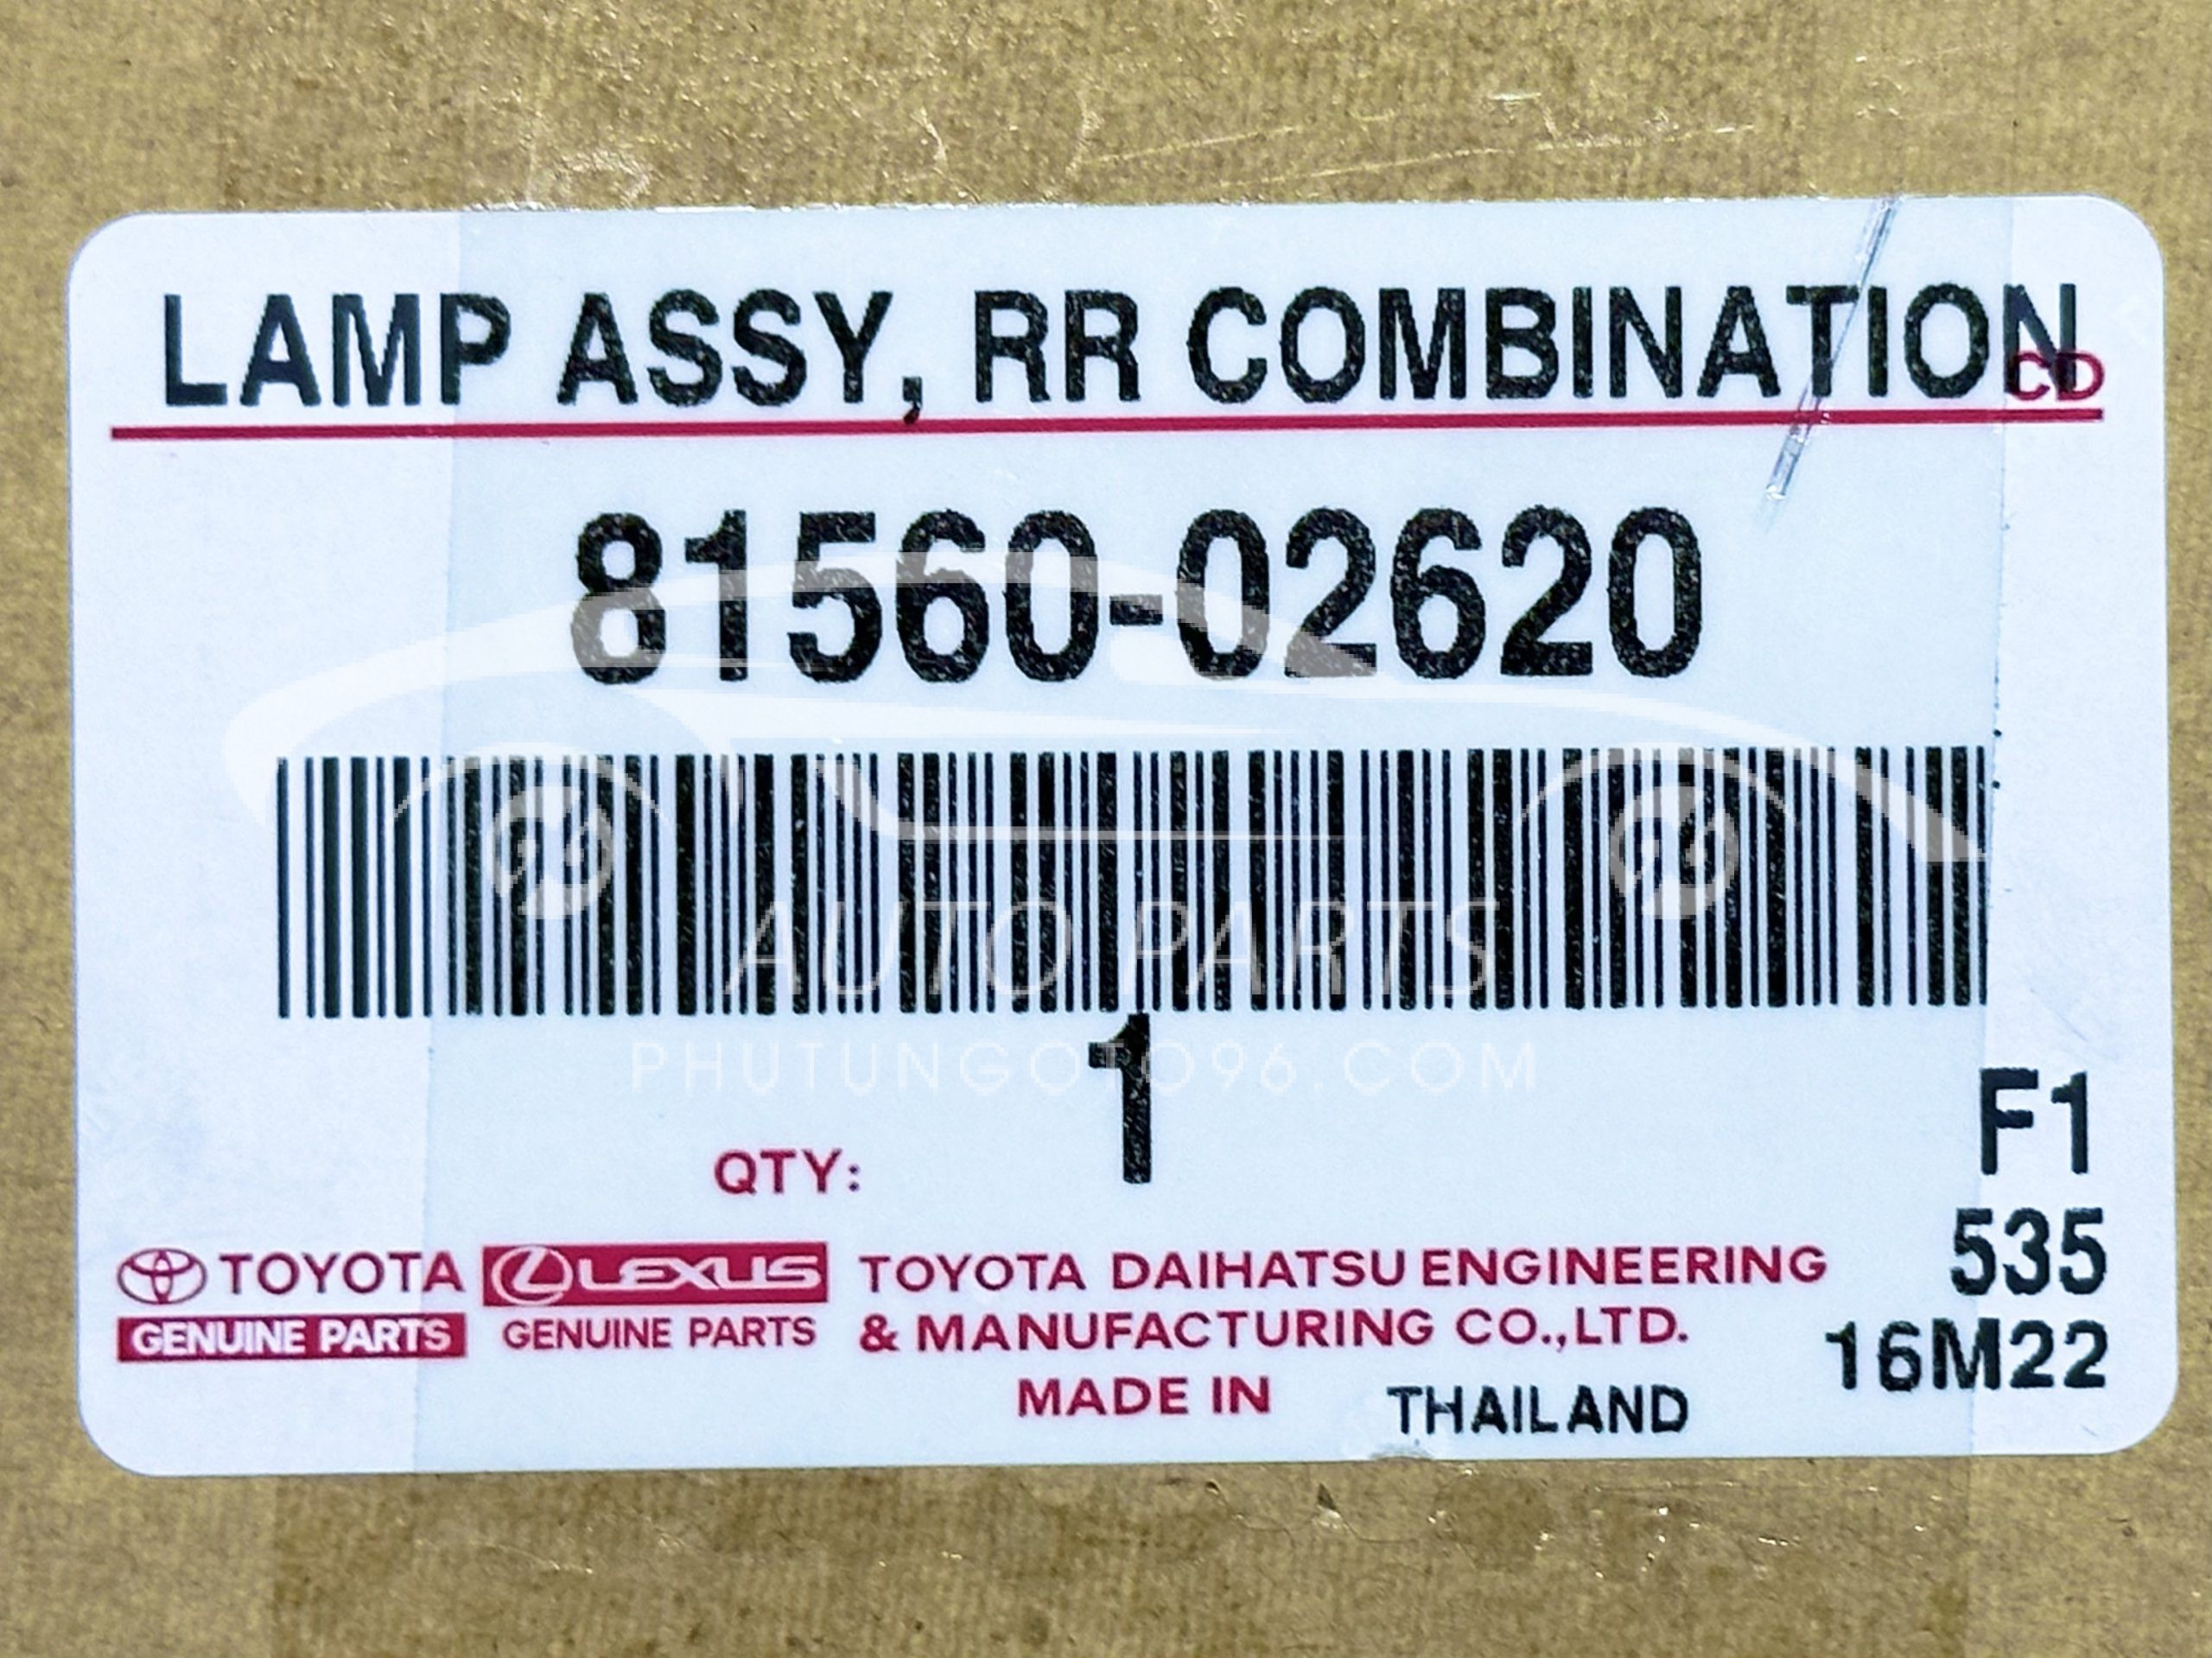 LAMP ASSY, RR COMBINATION
CD
81560-02620
AUTO PARTS
PHUTUNGOTO96.COM
QTY: 1
F1
535
16M22
TOYOTA
GENUINE PARTS
LEXUS
GENUINE PARTS
TOYOTA DAIHATSU ENGINEERING
& MANUFACTURING CO.,LTD.
MADE IN THAILAND